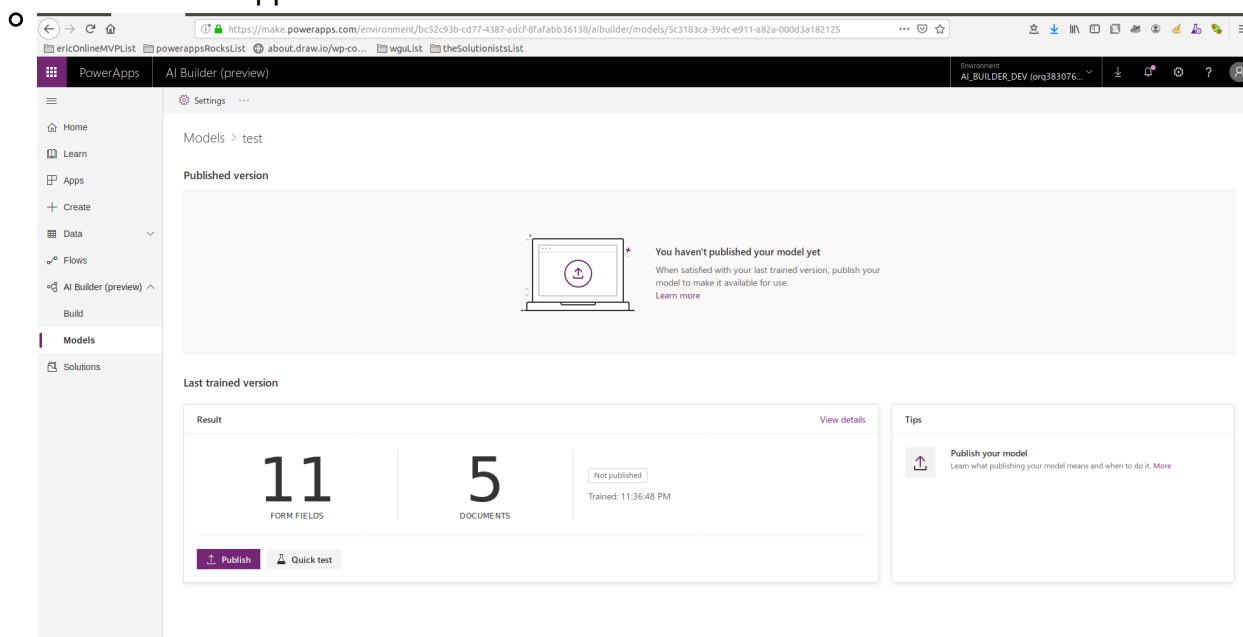 https://make.powerapps.com/environment/bc52c93b-cd77-4387-adcf-8fafabb36138/aibuilder/models/5c3183ca-39dc-e911-a82a-000d3a182125
ericOnlineMVPList powerappsRocksList about.draw.io/wp-co... wguList theSolutionistsList
PowerApps AI Builder (preview)
Environment
AI_BUILDER_DEV (org383076...
?
Settings ...
Home
Learn
Apps
Create
Data
Flows
AI Builder (preview)
Build
Models
Solutions
Models > test
Published version
You haven't published your model yet
When satisfied with your last trained version, publish your
model to make it available for use.
Learn more
Last trained version
Result View details
11
FORM FIELDS
5
DOCUMENTS
Not published
Trained: 11:36:48 PM
Publish Quick test
Tips
Publish your model
Learn what publishing your model means and when to do it. More